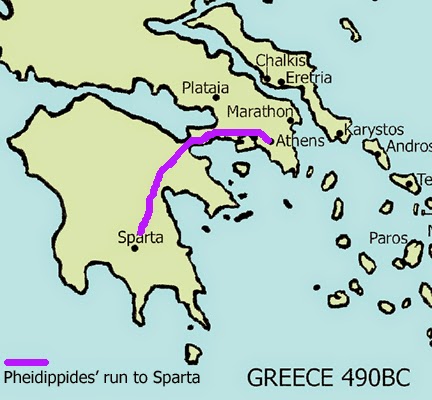 Chalkis
Eretria
Plataia
Marathon
Karystos
Athens
Andros
Te
Sparta
Paros
N
Pheidippides' run to Sparta
GREECE 490BC